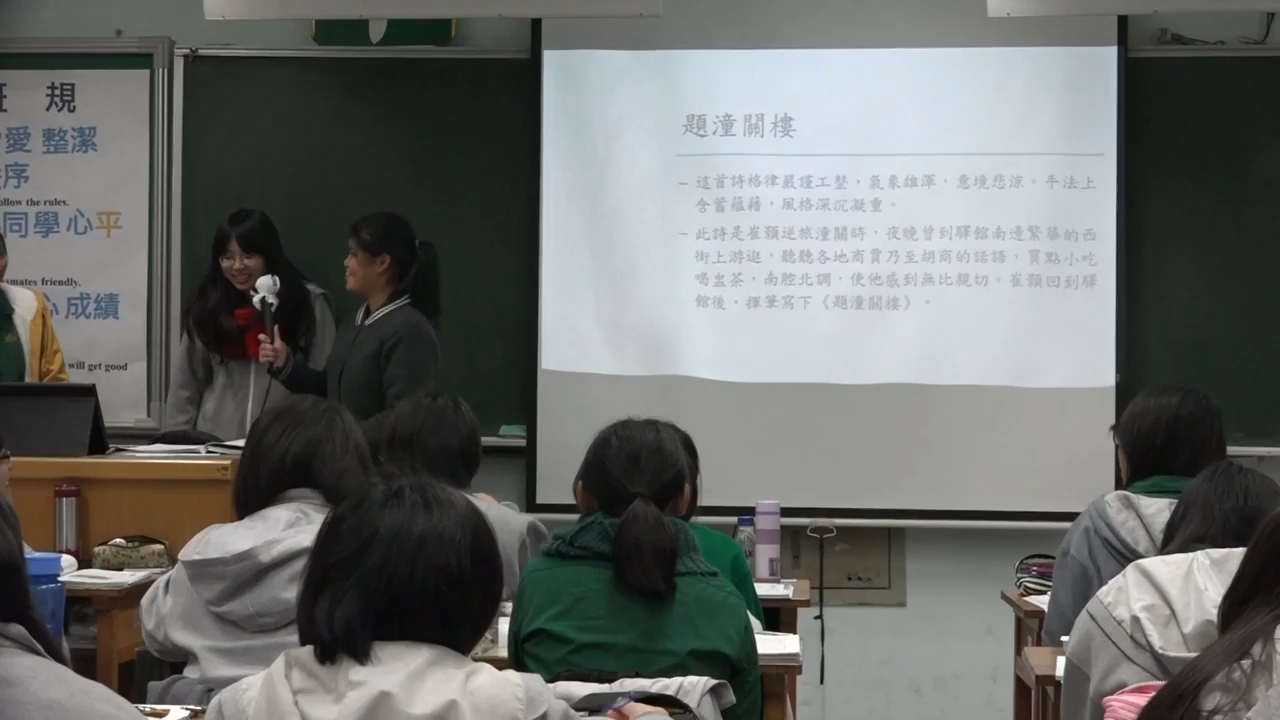 規
愛 整潔
序
ollow the rules.
同學心平
smates friendly.
成績
will get good
題潼關樓
– 這首詩格律嚴謹工整，氣象雄渾，意境悲涼。手法上
含蓄蘊藉，風格深沉凝重。
– 此詩是崔顥逆旅潼關時，夜晚曾到驛館南邊繁華的西
街上游逛，聽聽各地商賈乃至胡商的話語，買點小吃
喝盅茶，南腔北調，使他感到無比親切。崔顥回到驛
館後，揮筆寫下《題潼關樓》。